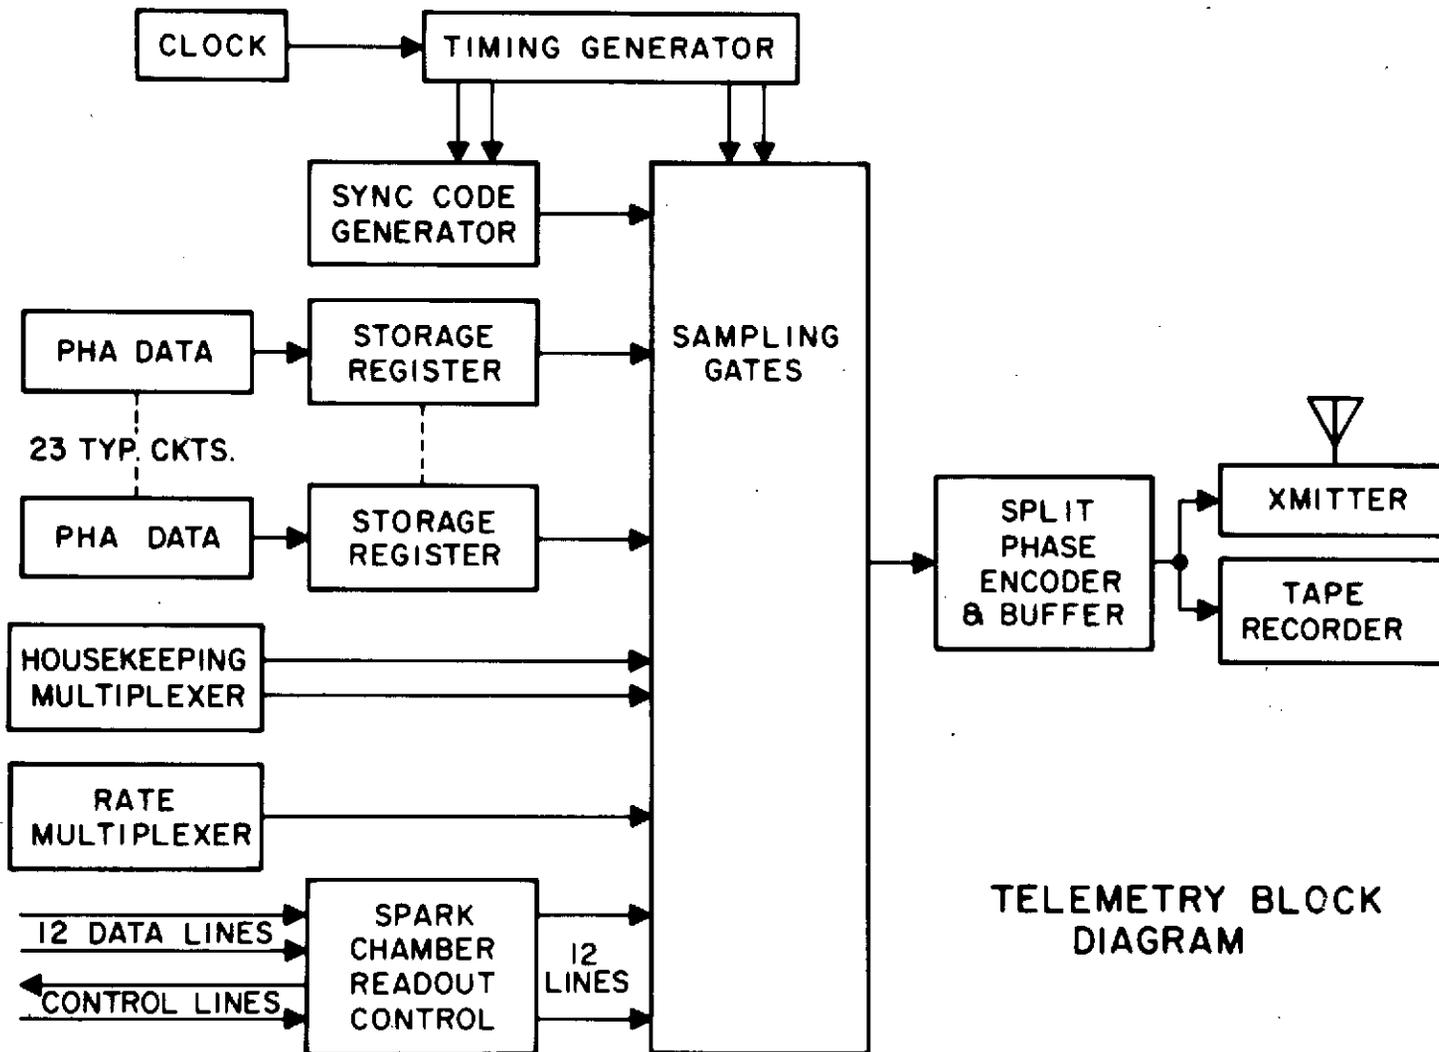 CLOCK
TIMING GENERATOR
SYNC CODE
GENERATOR
PHA DATA
STORAGE
REGISTER
SAMPLING
GATES
23 TYP. CKTS.
PHA DATA
STORAGE
REGISTER
SPLIT
PHASE
ENCODER
& BUFFER
XMITTER
TAPE
RECORDER
HOUSEKEEPING
MULTIPLEXER
RATE
MULTIPLEXER
12 DATA LINES
CONTROL LINES
SPARK
CHAMBER
READOUT
CONTROL
12
LINES
TELEMETRY BLOCK
DIAGRAM